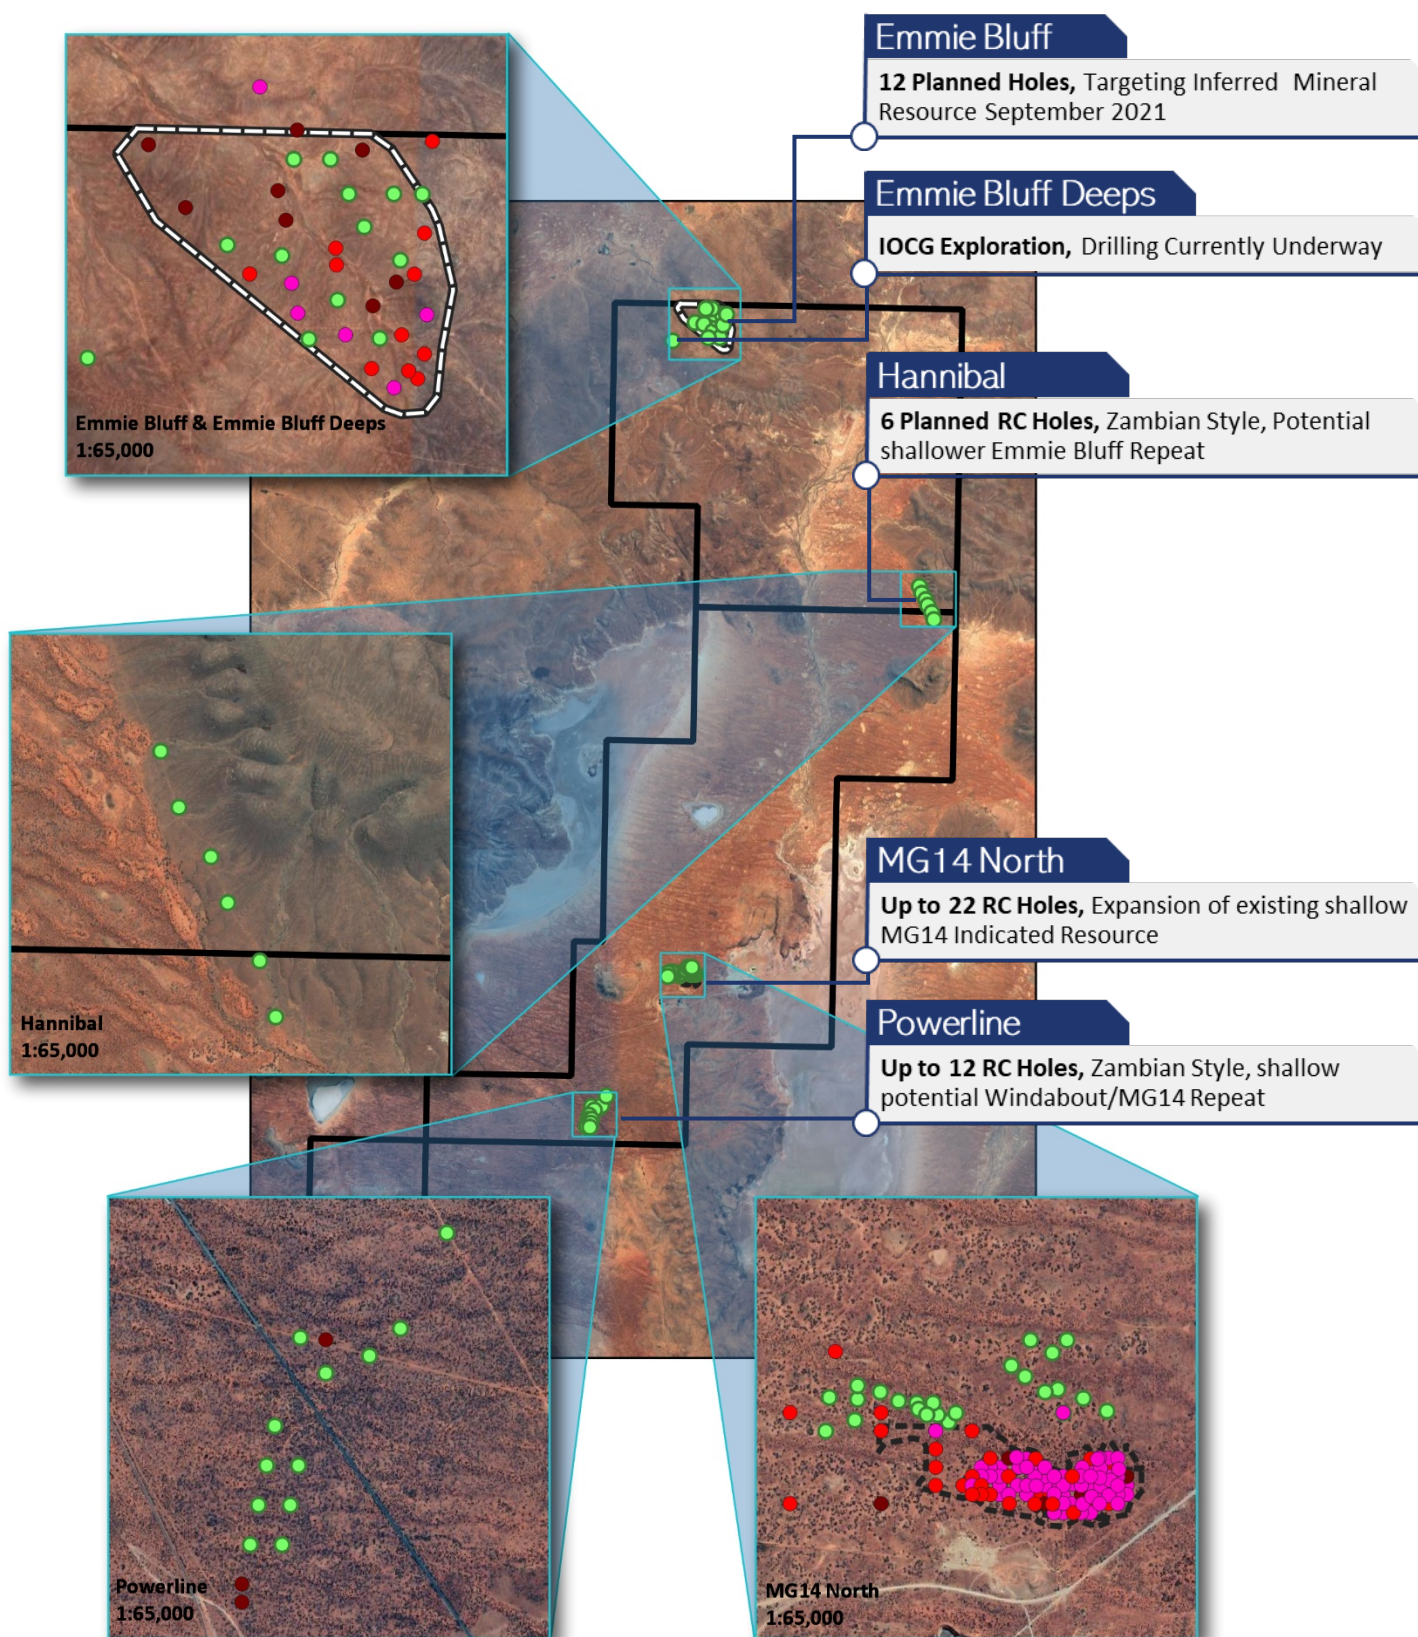 Emmie Bluff
12 Planned Holes, Targeting Inferred Mineral
Resource September 2021
Emmie Bluff Deeps
IOCG Exploration, Drilling Currently Underway
Emmie Bluff & Emmie Bluff Deeps
1:65,000
Hannibal
6 Planned RC Holes, Zambian Style, Potential
shallower Emmie Bluff Repeat
Hannibal
1:65,000
MG14 North
Up to 22 RC Holes, Expansion of existing shallow
MG14 Indicated Resource
Powerline
Up to 12 RC Holes, Zambian Style, shallow
potential Windabout/MG14 Repeat
Powerline
1:65,000
MG14 North
1:65,000